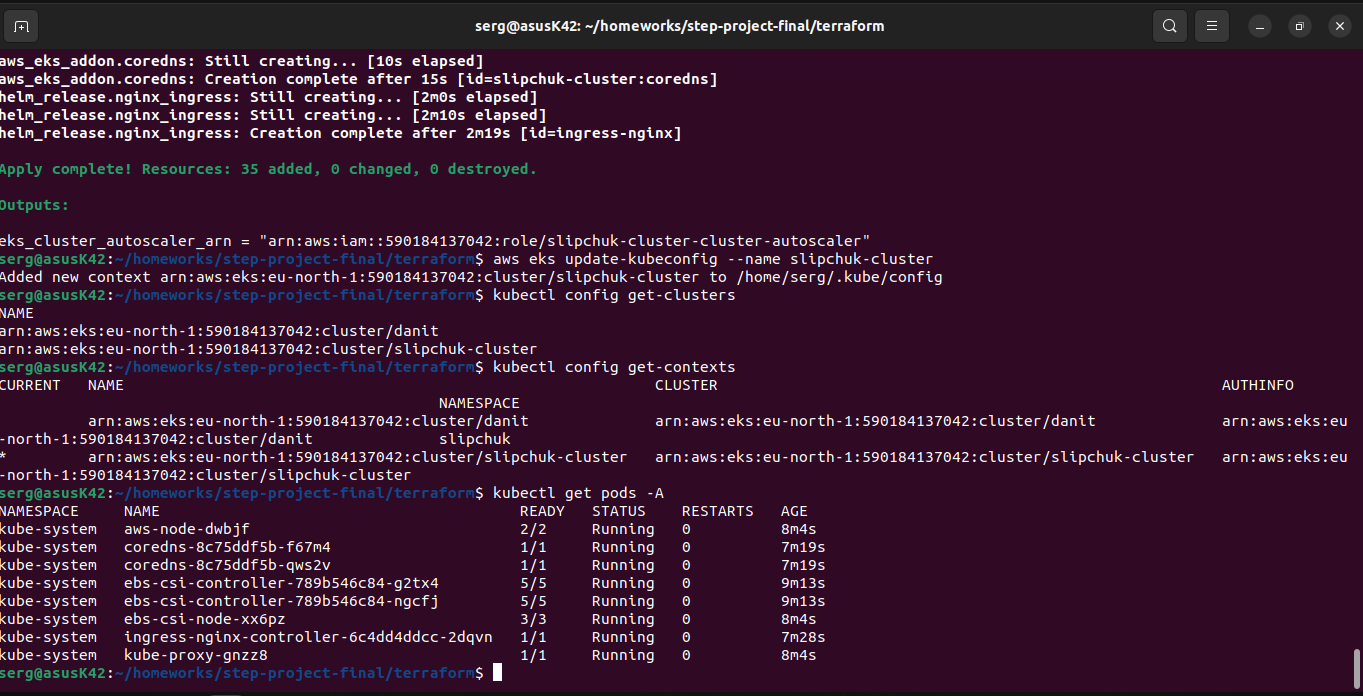 serg@asusK42: ~/homeworks/step-project-final/terraform
aws_eks_addon.coredns: Still creating... [10s elapsed]
aws_eks_addon.coredns: Creation complete after 15s [id=slipchuk-cluster:coredns]
helm_release.nginx_ingress: Still creating... [2m0s elapsed]
helm_release.nginx_ingress: Still creating... [2m10s elapsed]
helm_release.nginx_ingress: Creation complete after 2m19s [id=ingress-nginx]
Apply complete! Resources: 35 added, 0 changed, 0 destroyed.
Outputs:
eks_cluster_autoscaler_arn = "arn:aws:iam::590184137042:role/slipchuk-cluster-cluster-autoscaler"
serg@asusK42:~/homeworks/step-project-final/terraform$ aws eks update-kubeconfig --name slipchuk-cluster
Added new context arn:aws:eks:eu-north-1:590184137042:cluster/slipchuk-cluster to /home/serg/.kube/config
serg@asusK42:~/homeworks/step-project-final/terraform$ kubectl config get-clusters
NAME
arn:aws:eks:eu-north-1:590184137042:cluster/danit
arn:aws:eks:eu-north-1:590184137042:cluster/slipchuk-cluster
serg@asusK42:~/homeworks/step-project-final/terraform$ kubectl config get-contexts
CURRENT   NAME                                                           CLUSTER                                                        AUTHINFO
                                                 NAMESPACE
          arn:aws:eks:eu-north-1:590184137042:cluster/danit              arn:aws:eks:eu-north-1:590184137042:cluster/danit              arn:aws:eks:eu
-north-1:590184137042:cluster/danit              slipchuk
*         arn:aws:eks:eu-north-1:590184137042:cluster/slipchuk-cluster   arn:aws:eks:eu-north-1:590184137042:cluster/slipchuk-cluster   arn:aws:eks:eu
-north-1:590184137042:cluster/slipchuk-cluster
serg@asusK42:~/homeworks/step-project-final/terraform$ kubectl get pods -A
NAMESPACE     NAME                                        READY   STATUS    RESTARTS   AGE
kube-system   aws-node-dwbjf                              2/2     Running   0          8m4s
kube-system   coredns-8c75ddf5b-f67m4                     1/1     Running   0          7m19s
kube-system   coredns-8c75ddf5b-qws2v                     1/1     Running   0          7m19s
kube-system   ebs-csi-controller-789b546c84-g2tx4         5/5     Running   0          9m13s
kube-system   ebs-csi-controller-789b546c84-ngcfj         5/5     Running   0          9m13s
kube-system   ebs-csi-node-xx6pz                          3/3     Running   0          8m4s
kube-system   ingress-nginx-controller-6c4dd4ddcc-2dqvn   1/1     Running   0          7m28s
kube-system   kube-proxy-gnzz8                            1/1     Running   0          8m4s
serg@asusK42:~/homeworks/step-project-final/terraform$